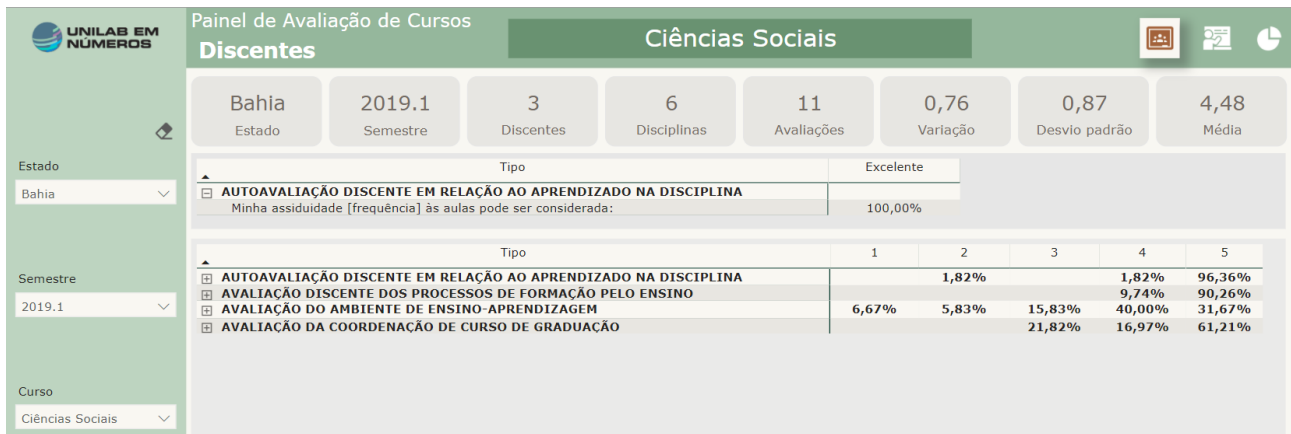 UNILAB EM
NÚMEROS
Painel de Avaliação de Cursos
Discentes
Ciências Sociais
Bahia
Estado
2019.1
Semestre
3
Discentes
6
Disciplinas
11
Avaliações
0,76
Variação
0,87
Desvio padrão
4,48
Média
Estado
Bahia
Semestre
2019.1
Curso
Ciências Sociais
Tipo Excelente
AUTOAVALIAÇÃO DISCENTE EM RELAÇÃO AO APRENDIZADO NA DISCIPLINA
Minha assiduidade [frequência] às aulas pode ser considerada: 100,00%
Tipo 1 2 3 4 5
AUTOAVALIAÇÃO DISCENTE EM RELAÇÃO AO APRENDIZADO NA DISCIPLINA 1,82% 1,82% 96,36%
AVALIAÇÃO DISCENTE DOS PROCESSOS DE FORMAÇÃO PELO ENSINO 9,74% 90,26%
AVALIAÇÃO DO AMBIENTE DE ENSINO-APRENDIZAGEM 6,67% 5,83% 15,83% 40,00% 31,67%
AVALIAÇÃO DA COORDENAÇÃO DE CURSO DE GRADUAÇÃO 21,82% 16,97% 61,21%